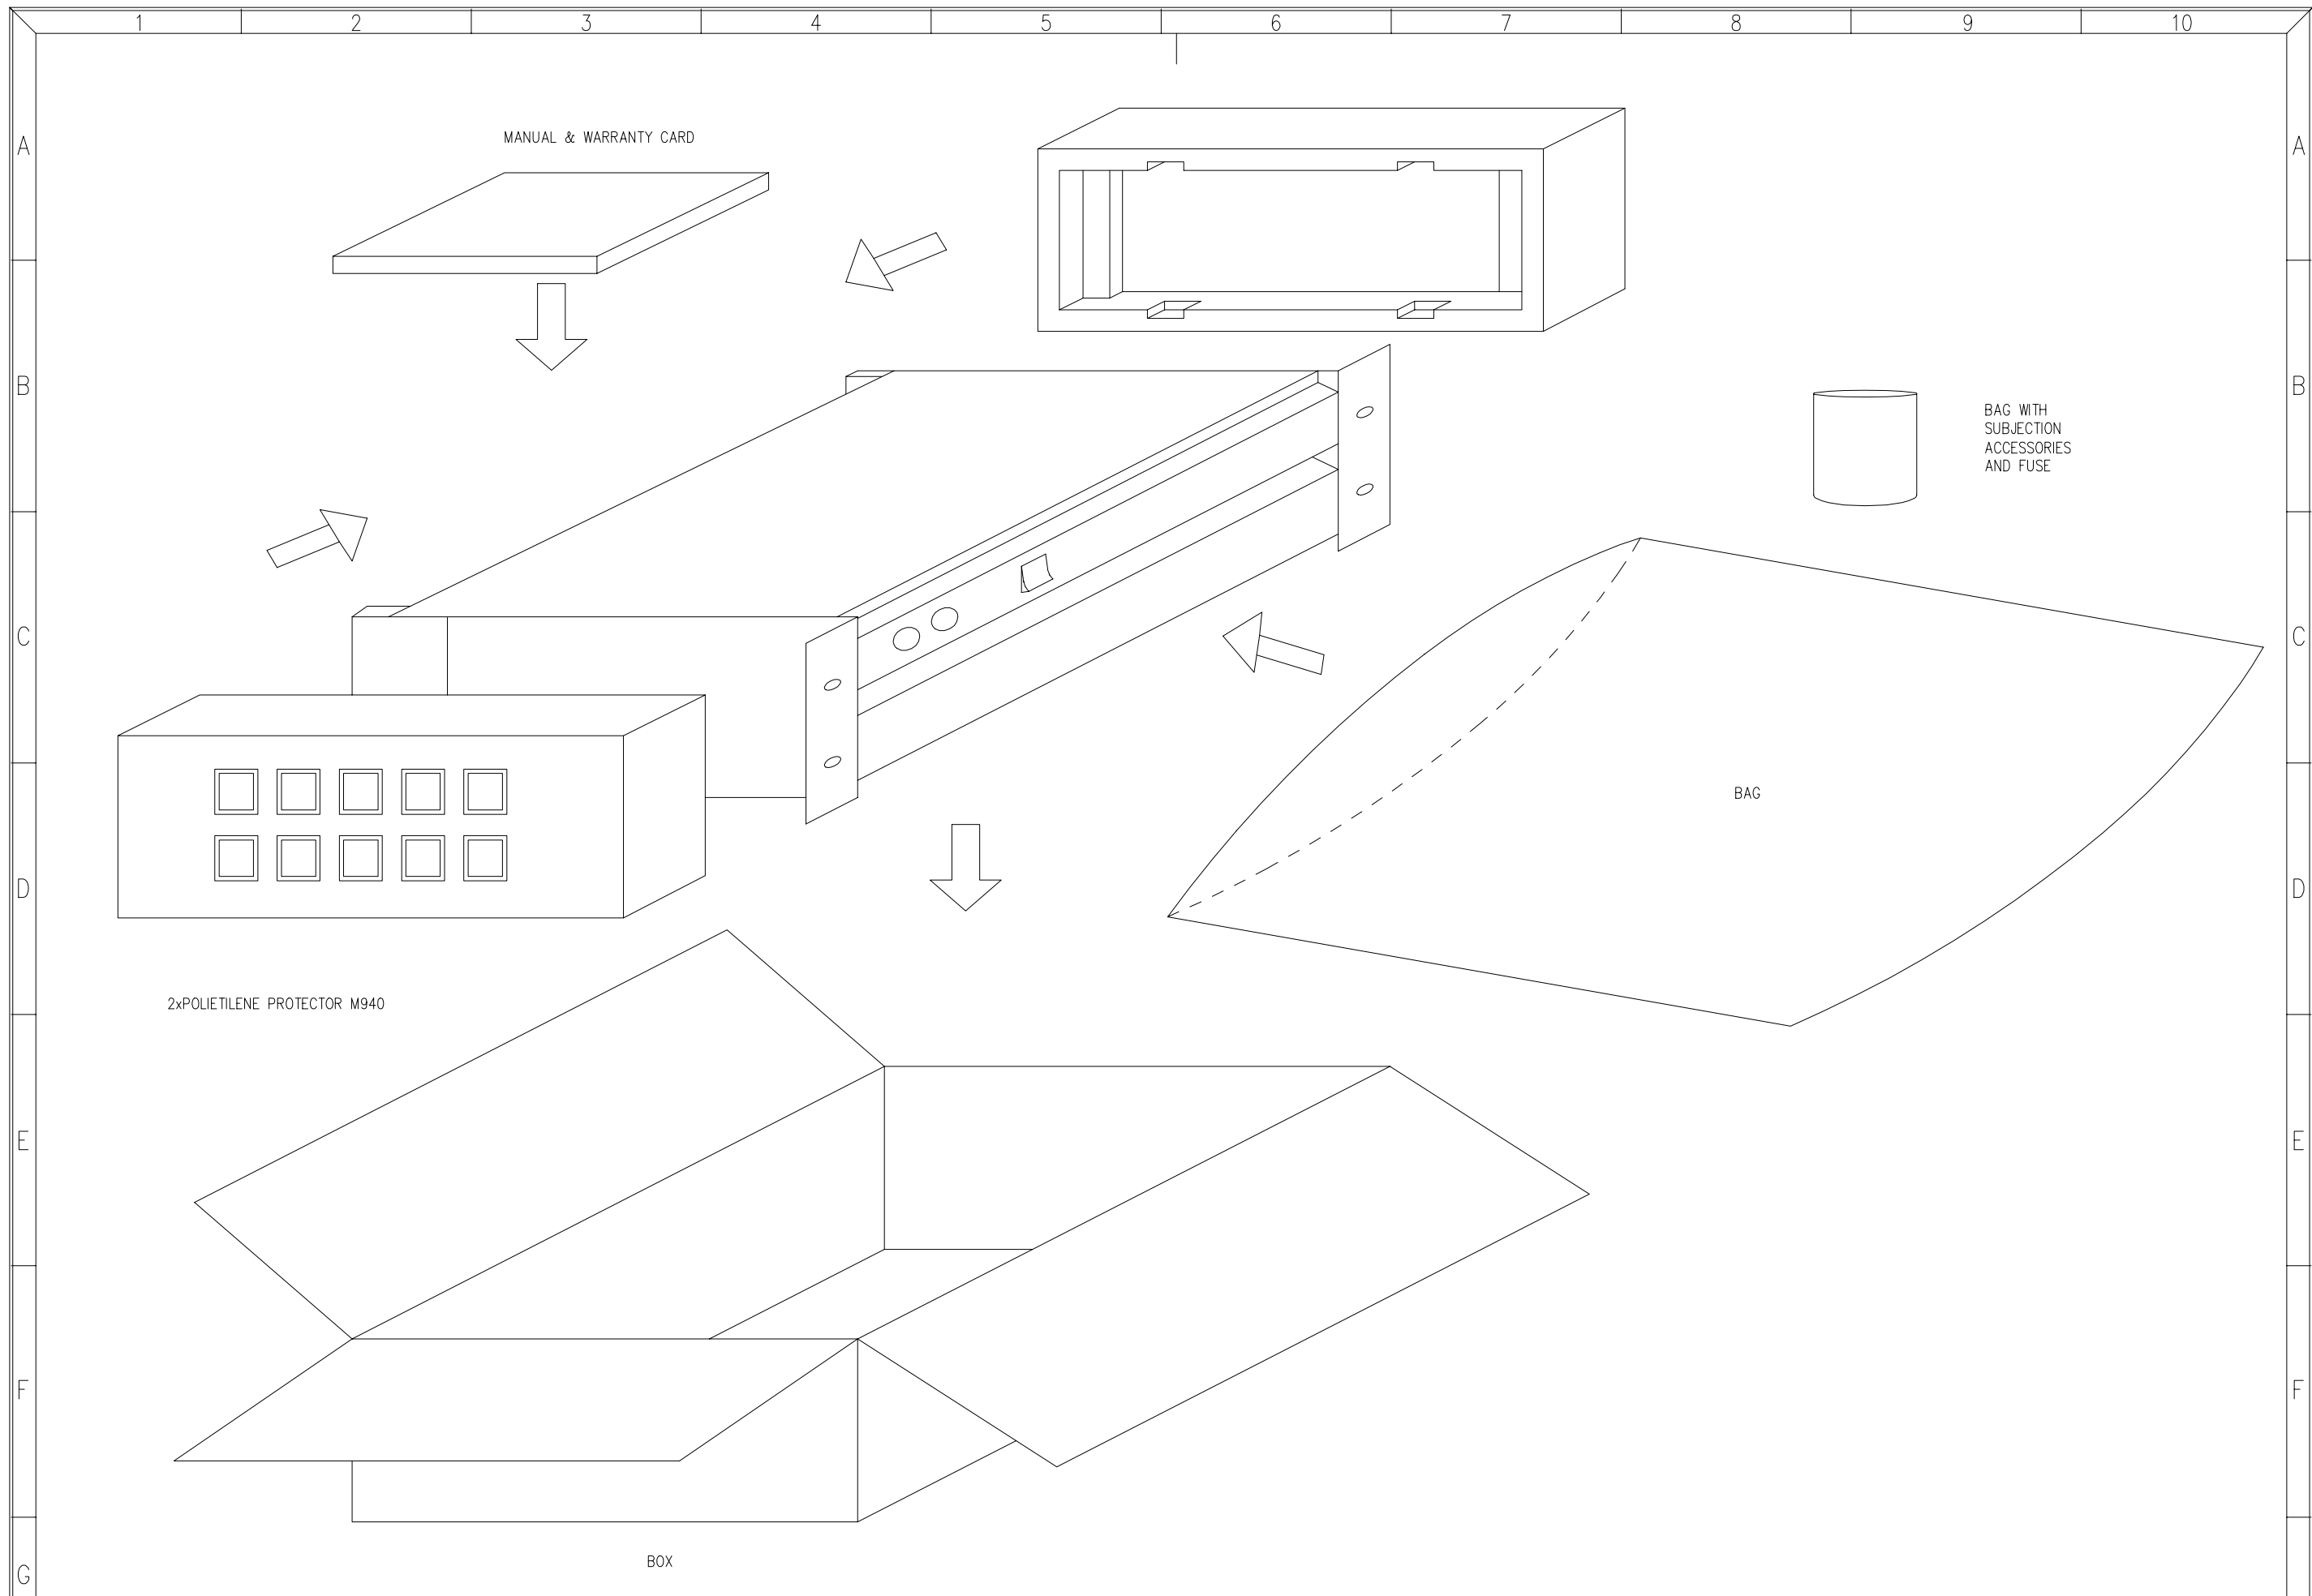 1 2 3 4 5 6 7 8 9 10
A A
MANUAL & WARRANTY CARD
B B
BAG WITH
SUBJECTION
ACCESSORIES
AND FUSE
C C
BAG
D D
2xPOLIETILENE PROTECTOR M940
E E
F F
BOX
G